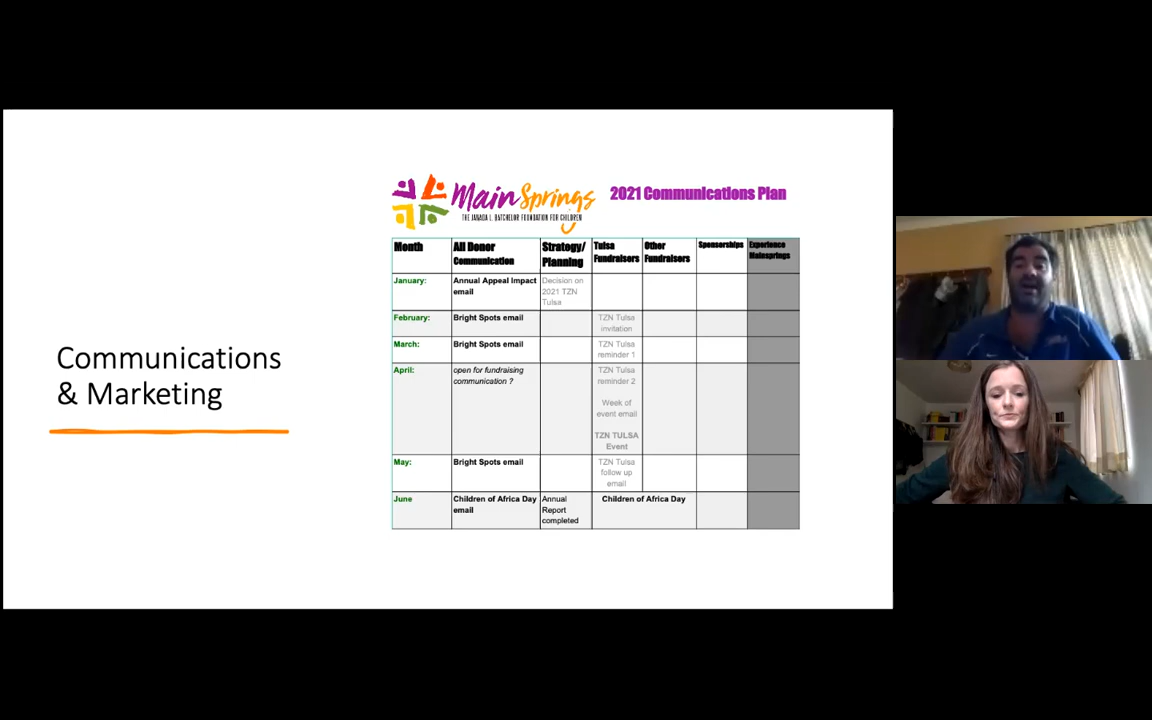 Communications
& Marketing
MainSprings
THE JANADA L. BATCHELOR FOUNDATION FOR CHILDREN
2021 Communications Plan
Month
All Donor
Communication
Strategy/
Planning
Tulsa
Fundraisers
Other
Fundraisers
Sponsorships
Experience
Mainsprings
January:
Annual Appeal Impact
email
Decision on
2021 TZN
Tulsa
February:
Bright Spots email
TZN Tulsa
invitation
March:
Bright Spots email
TZN Tulsa
reminder 1
April:
open for fundraising
communication ?
TZN Tulsa
reminder 2
Week of
event email
TZN TULSA
Event
May:
Bright Spots email
TZN Tulsa
follow up
email
June
Children of Africa Day
email
Annual
Report
completed
Children of Africa Day